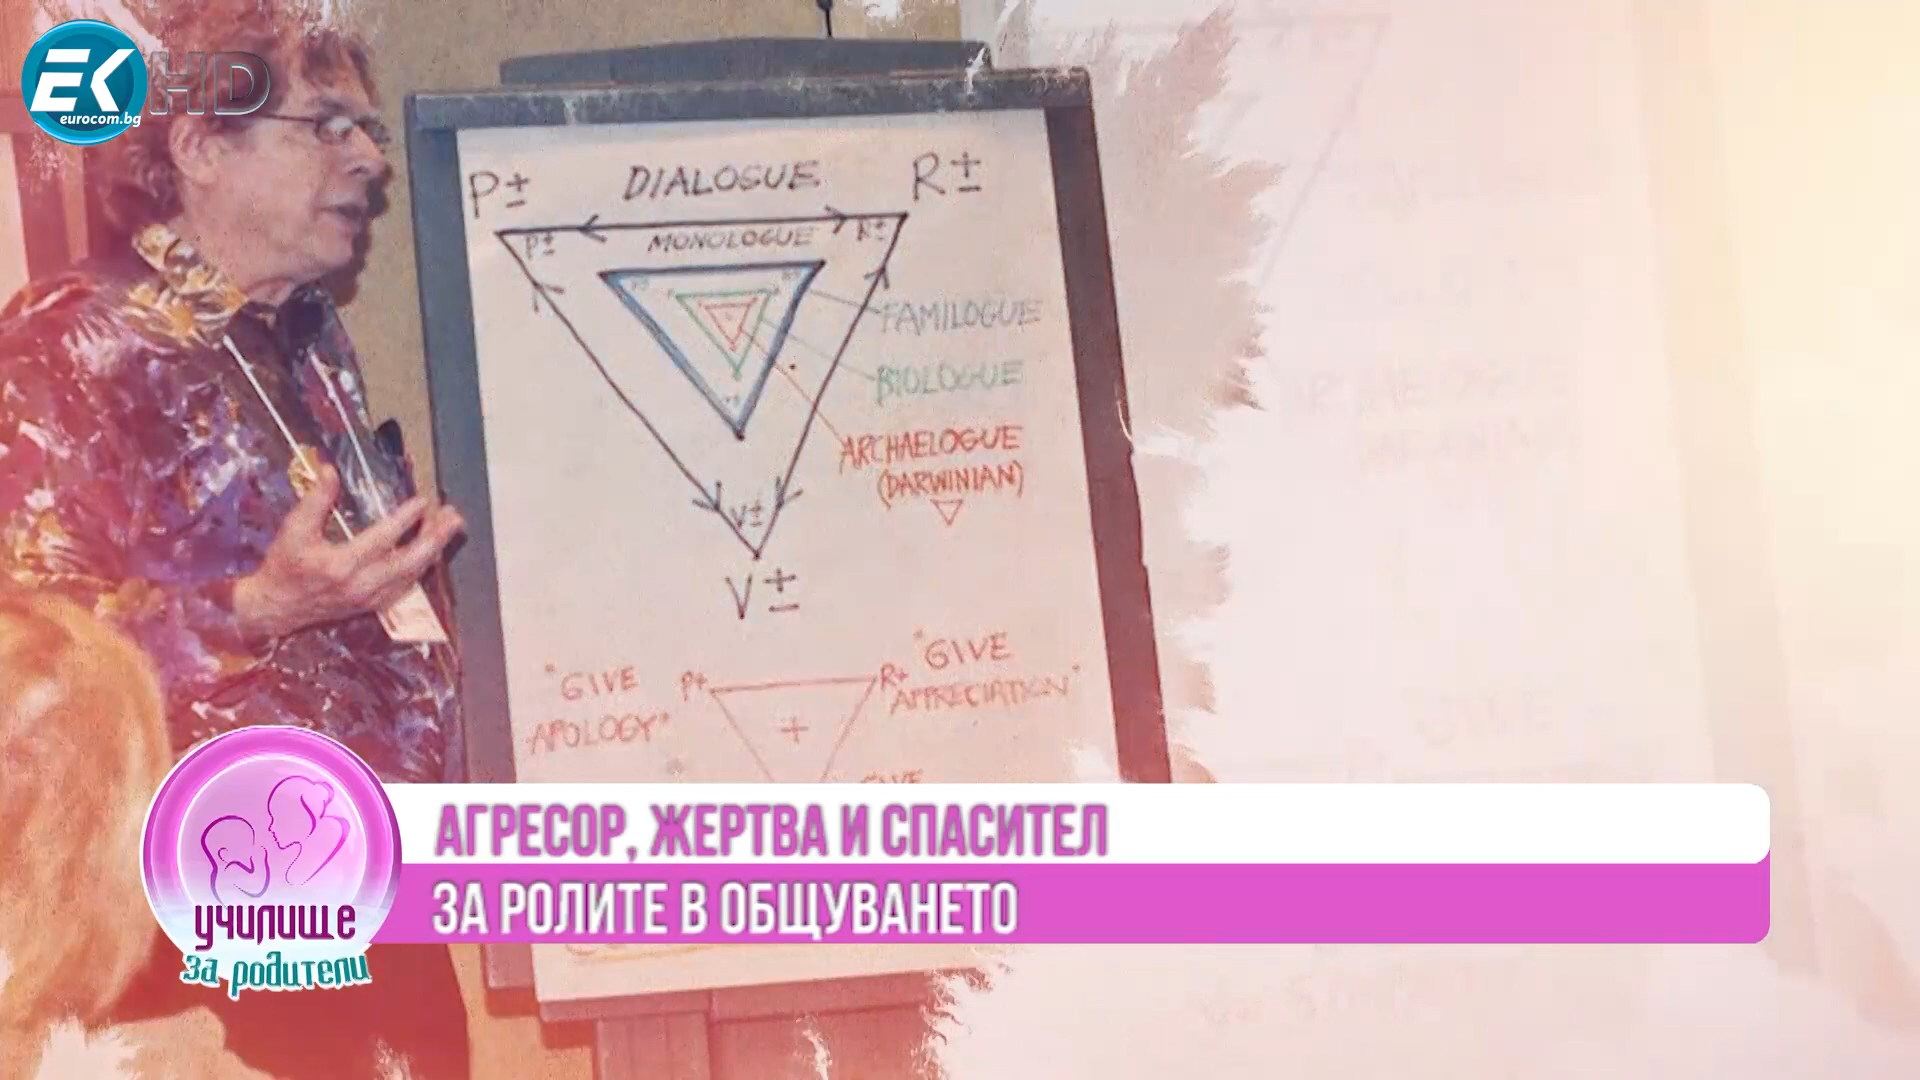 EK HD
eurocom.bg
P± DIALOGUE R±
P± MONOLOGUE R±
FAMILOGUE
BIOLOGUE
ARCHAELOGUE
(DARWINIAN)
V±
V±
"GIVE
APOLOGY"
P+
R+
"GIVE
APPRECIATION"
+
GIVE
АГРЕСОР, ЖЕРТВА И СПАСИТЕЛ
ЗА РОЛИТЕ В ОБЩУВАНЕТО
училище
за родители